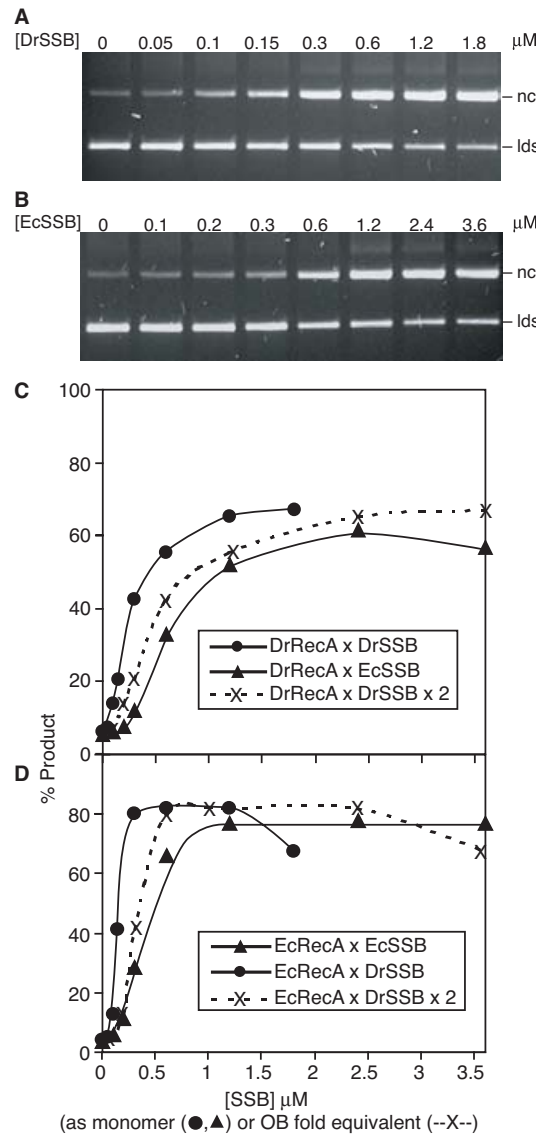 A
[DrSSB] 0 0.05 0.1 0.15 0.3 0.6 1.2 1.8 μM
nc
lds
B
[EcSSB] 0 0.1 0.2 0.3 0.6 1.2 2.4 3.6 μM
nc
lds
C
100
80
60
40
20
0
DrRecA x DrSSB
DrRecA x EcSSB
DrRecA x DrSSB x 2
% Product
D
80
60
40
20
0
EcRecA x EcSSB
EcRecA x DrSSB
EcRecA x DrSSB x 2
0 0.5 1 1.5 2 2.5 3 3.5
[SSB] μM
(as monomer (●,▲) or OB fold equivalent (--X--)